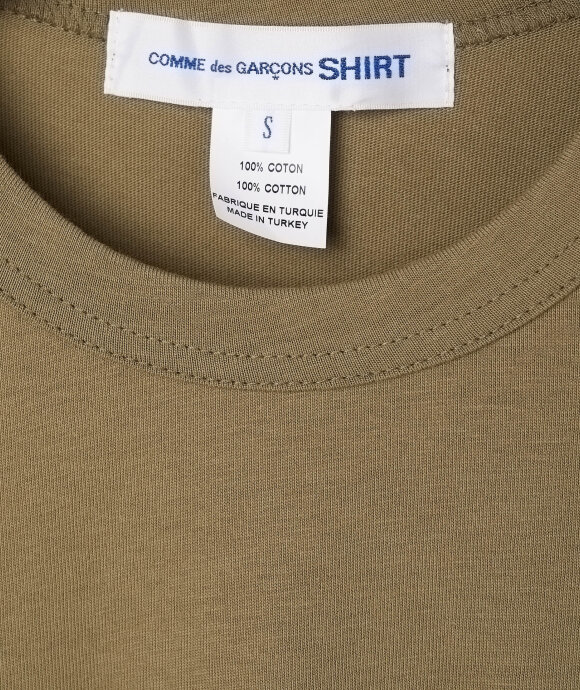 COMME des GARÇONS SHIRT
S
100% COTON
100% COTTON
FABRIQUE EN TURQUIE
MADE IN TURKEY